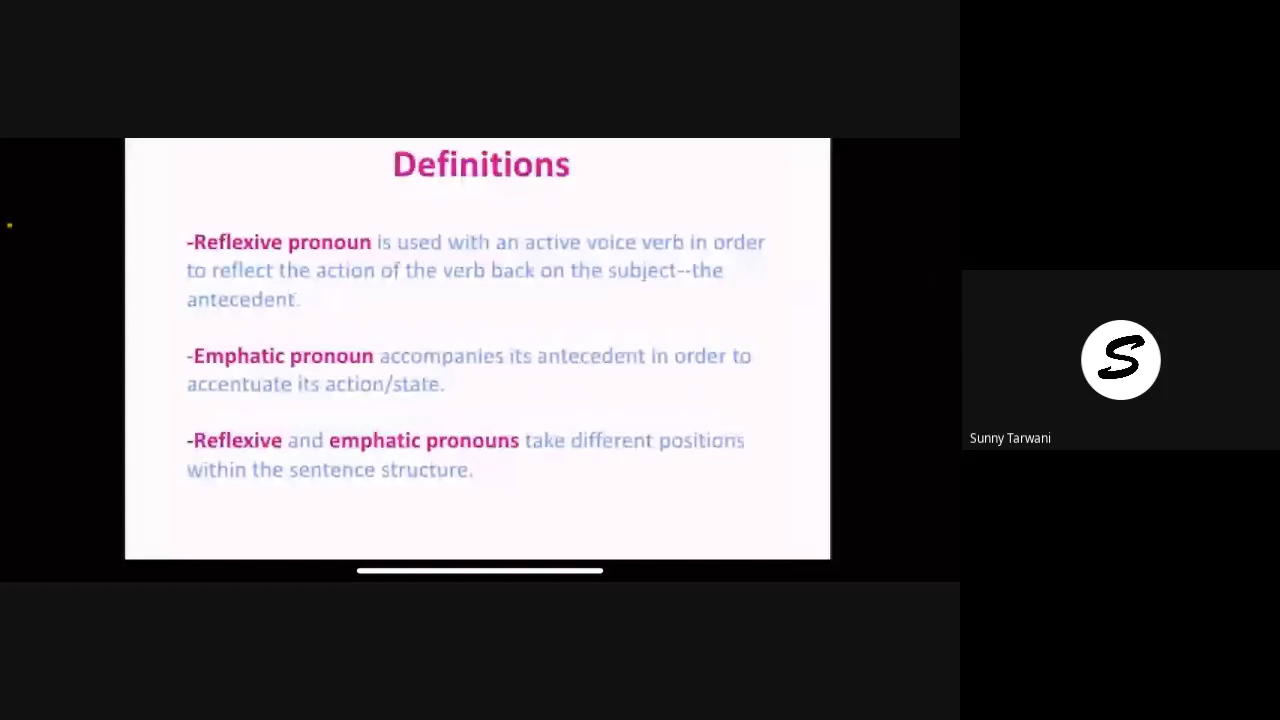 Definitions
-Reflexive pronoun is used with an active voice verb in order
to reflect the action of the verb back on the subject--the
antecedent.
-Emphatic pronoun accompanies its antecedent in order to
accentuate its action/state.
-Reflexive and emphatic pronouns take different positions
within the sentence structure.
S
Sunny Tarwani